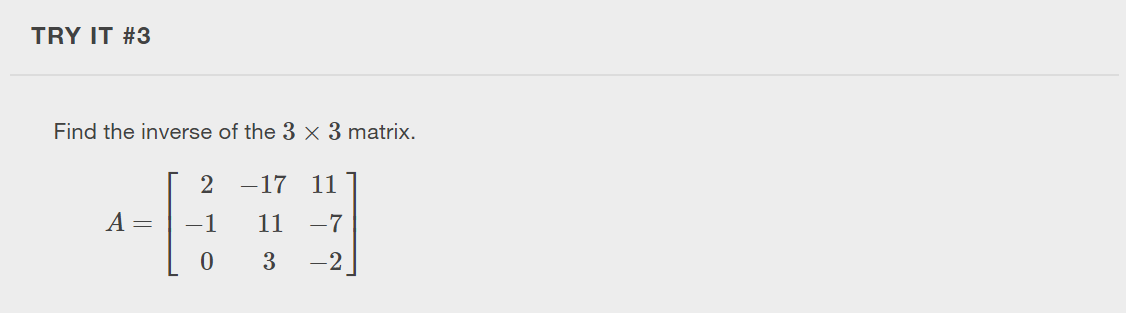 TRY IT #3
Find the inverse of the 3 × 3 matrix.
2 −17 11
A = −1 11 −7
0 3 −2